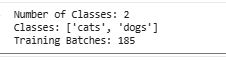 Number of Classes: 2
Classes: ['cats', 'dogs']
Training Batches: 185